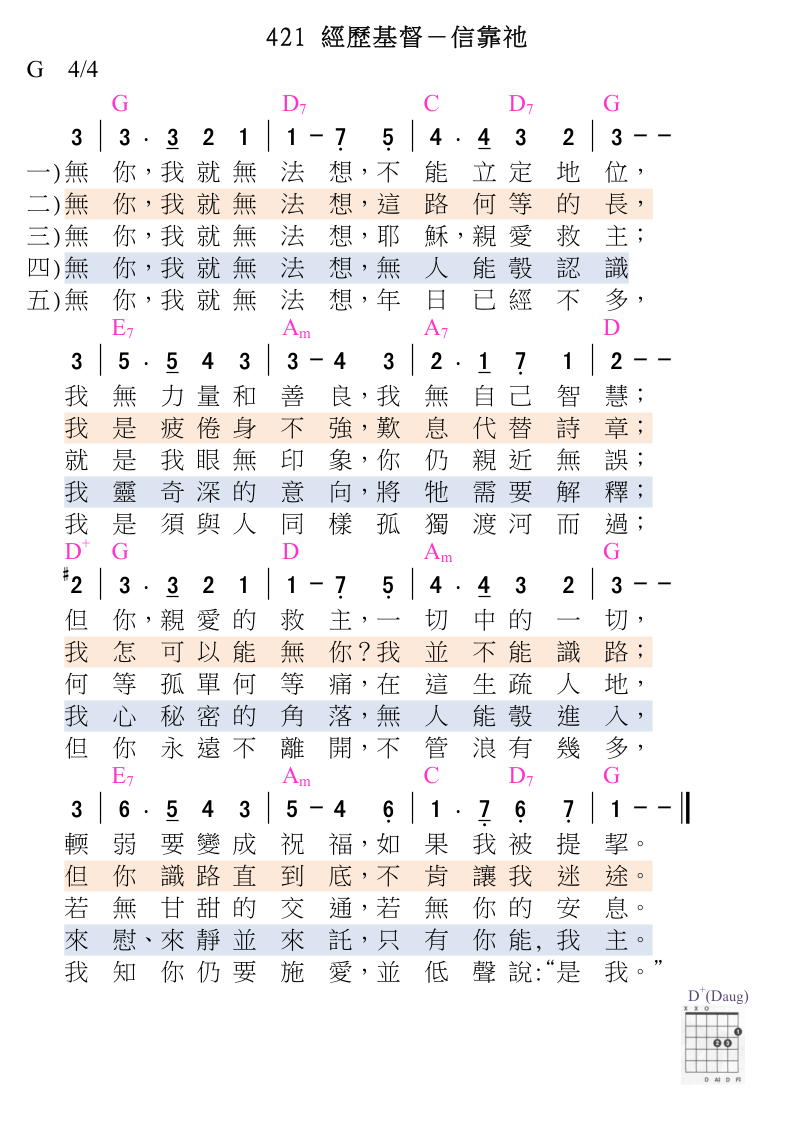 421 經歷基督－信靠祂
G 4/4
G D7 C D7 G
3 | 3 . 3 2 1 | 1 – 7 5 | 4 . 4 3 2 | 3 – –
一)無 你，我 就 無 法 想，不 能 立 定 地 位，
二)無 你，我 就 無 法 想，這 路 何 等 的 長，
三)無 你，我 就 無 法 想，耶 穌，親 愛 救 主；
四)無 你，我 就 無 法 想，無 人 能 彀 認 識
五)無 你，我 就 無 法 想，年 日 已 經 不 多，
E7 Am A7 D
3 | 5 . 5 4 3 | 3 – 4 3 | 2 . 1 7 1 | 2 – –
我 無 力 量 和 善 良，我 無 自 己 智 慧；
我 是 疲 倦 身 不 強，歎 息 代 替 詩 章；
就 是 我 眼 無 印 象，你 仍 親 近 無 誤；
我 靈 奇 深 的 意 向，將 牠 需 要 解 釋；
我 是 須 與 人 同 樣 孤 獨 渡 河 而 過；
D+ G D Am G
#2 | 3 . 3 2 1 | 1 – 7 5 | 4 . 4 3 2 | 3 – –
但 你，親 愛 的 救 主，一 切 中 的 一 切，
我 怎 可 以 能 無 你？我 並 不 能 識 路；
何 等 孤 單 何 等 痛，在 這 生 疏 人 地，
我 心 秘 密 的 角 落，無 人 能 彀 進 入，
但 你 永 遠 不 離 開，不 管 浪 有 幾 多，
E7 Am C D7 G
3 | 6 . 5 4 3 | 5 – 4 6 | 1 . 7 6 7 | 1 – –
輭 弱 要 變 成 祝 福，如 果 我 被 提 挈。
但 你 識 路 直 到 底，不 肯 讓 我 迷 途。
若 無 甘 甜 的 交 通，若 無 你 的 安 息。
來 慰、來 靜 並 來 託，只 有 你 能, 我 主。
我 知 你 仍 要 施 愛，並 低 聲 說:“是 我。”
D+(Daug)
X X O
1
2 3
D A# D F#